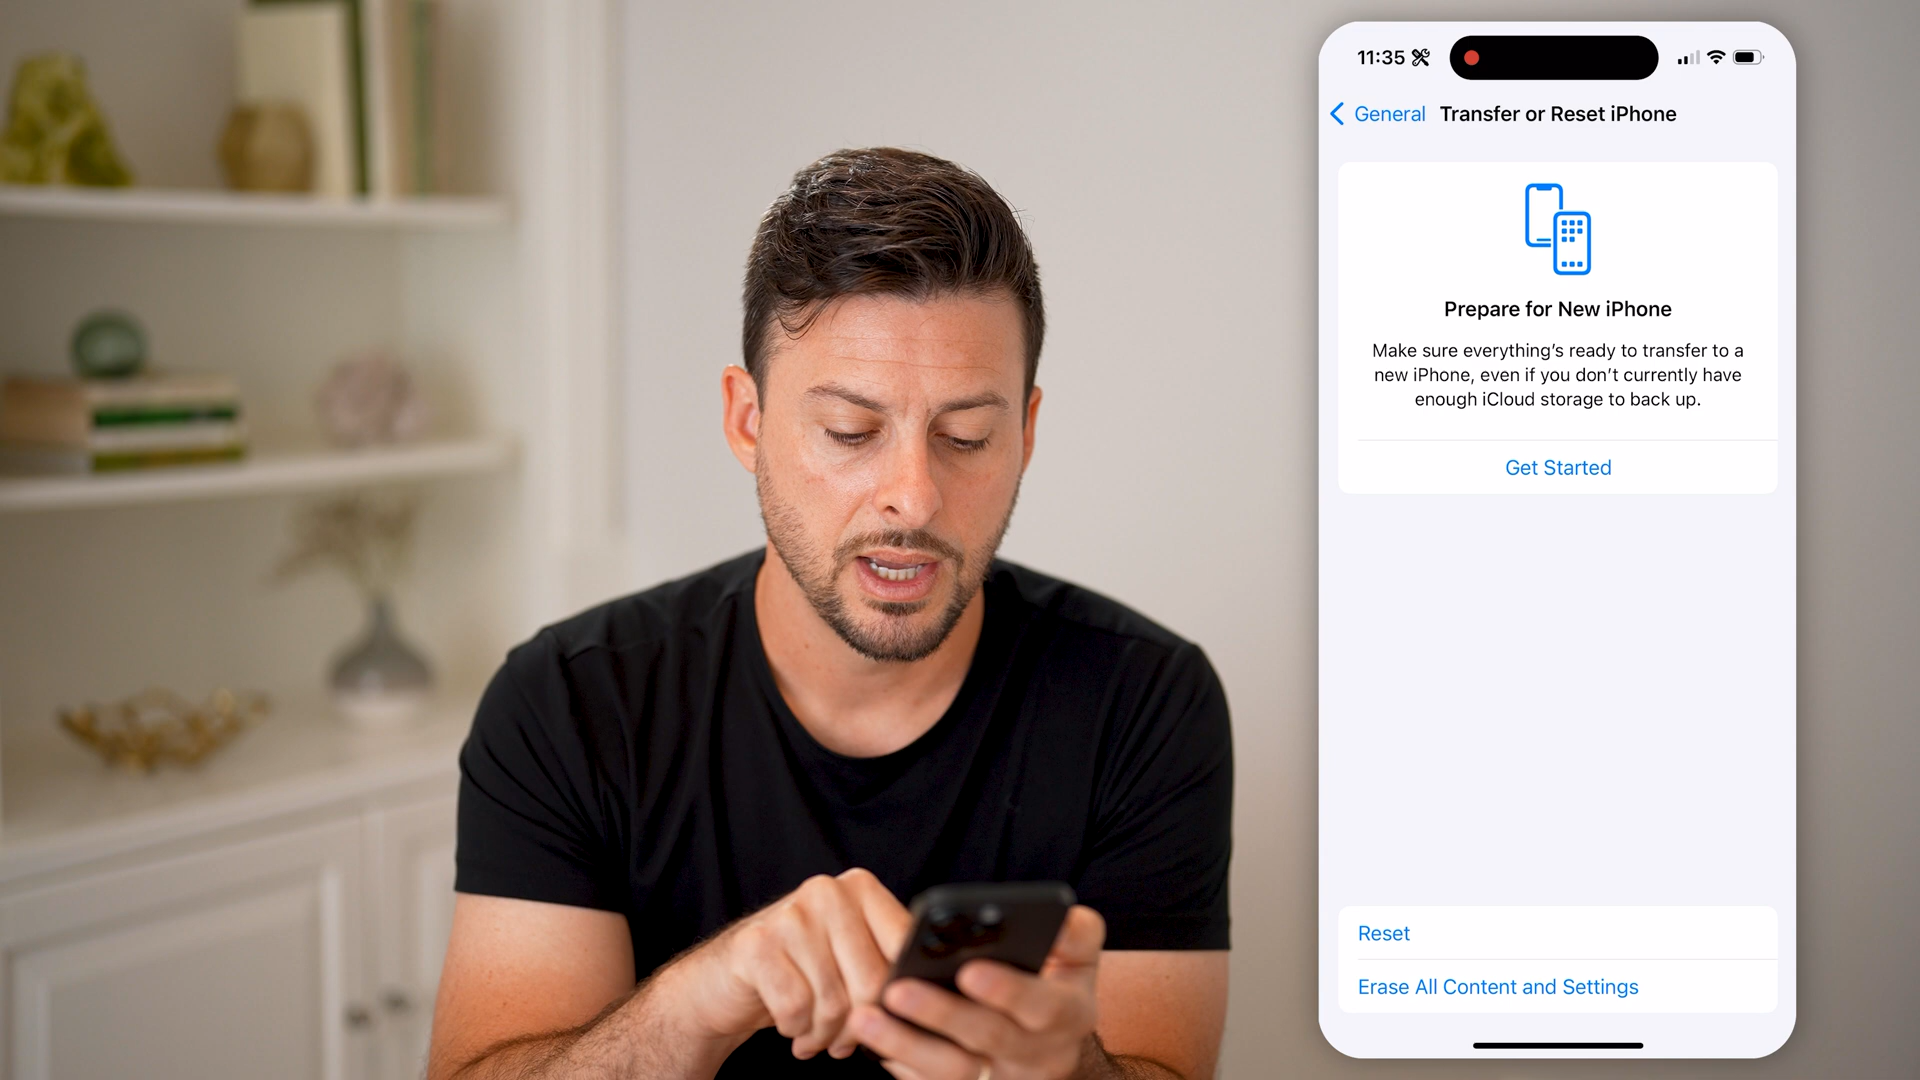 11:35
General
Transfer or Reset iPhone
Prepare for New iPhone
Make sure everything’s ready to transfer to a
new iPhone, even if you don’t currently have
enough iCloud storage to back up.
Get Started
Reset
Erase All Content and Settings